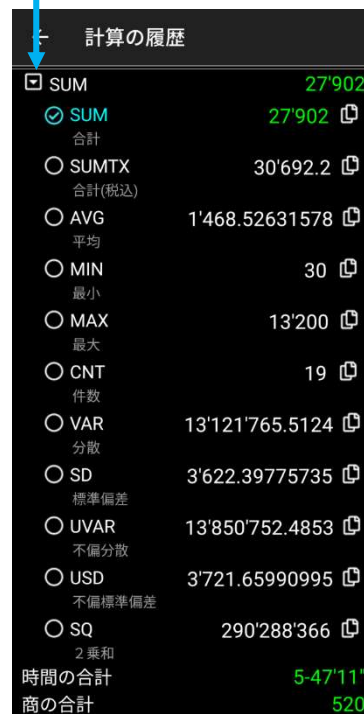 計算の履歴
SUM 27'902
SUM 27'902
合計
SUMTX 30'692.2
合計(税込)
AVG 1'468.52631578
平均
MIN 30
最小
MAX 13'200
最大
CNT 19
件数
VAR 13'121'765.5124
分散
SD 3'622.39775735
標準偏差
UVAR 13'850'752.4853
不偏分散
USD 3'721.65990995
不偏標準偏差
SQ 290'288'366
２乗和
時間の合計 5-47'11"
商の合計 520